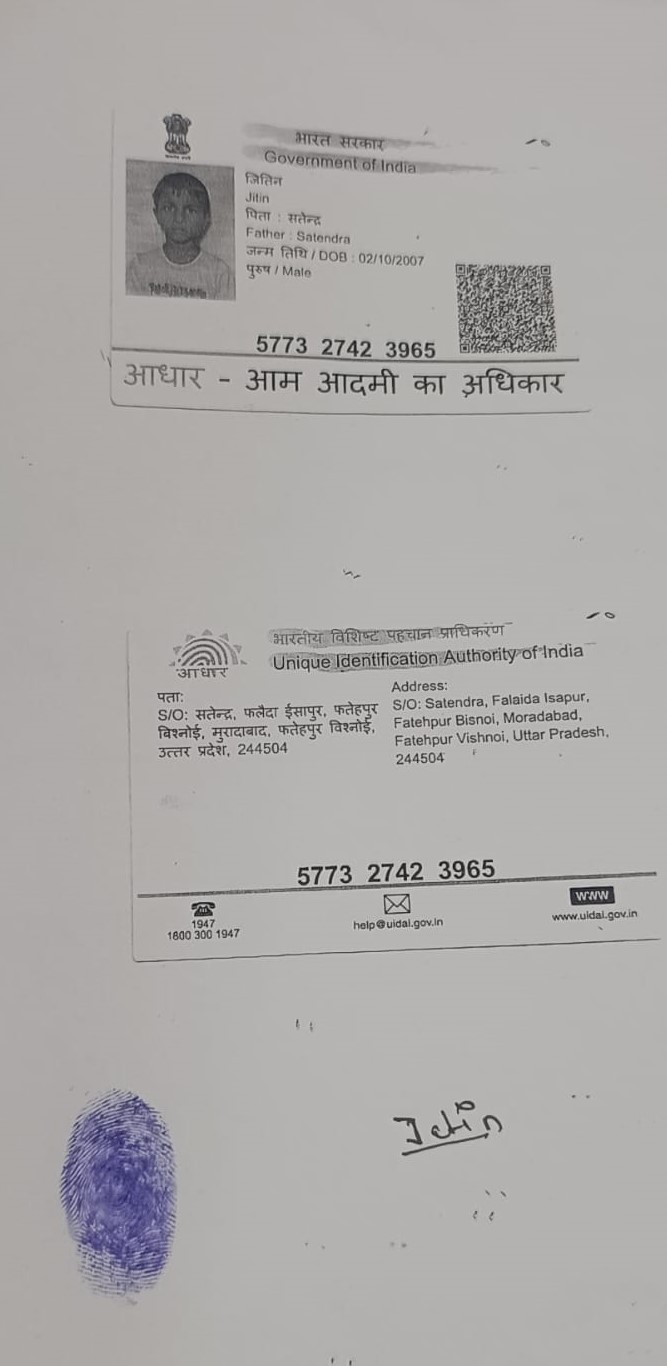 भारत सरकार
Government of India
जितिन
Jitin
पिता : सतेन्द्र
Father : Satendra
जन्म तिथि / DOB : 02/10/2007
पुरुष / Male
5773 2742 3965
आधार - आम आदमी का अधिकार
भारतीय विशिष्ट पहचान प्राधिकरण
Unique Identification Authority of India
आधार
पता:
S/O: सतेन्द्र, फलैदा ईसापुर, फतेहपुर
बिश्नोई, मुरादाबाद, फतेहपुर विश्नोई,
उत्तर प्रदेश, 244504
Address:
S/O: Satendra, Falaida Isapur,
Fatehpur Bisnoi, Moradabad,
Fatehpur Vishnoi, Uttar Pradesh,
244504
5773 2742 3965
1947
1800 300 1947
help@uidai.gov.in
www
www.uidai.gov.in
Jitin